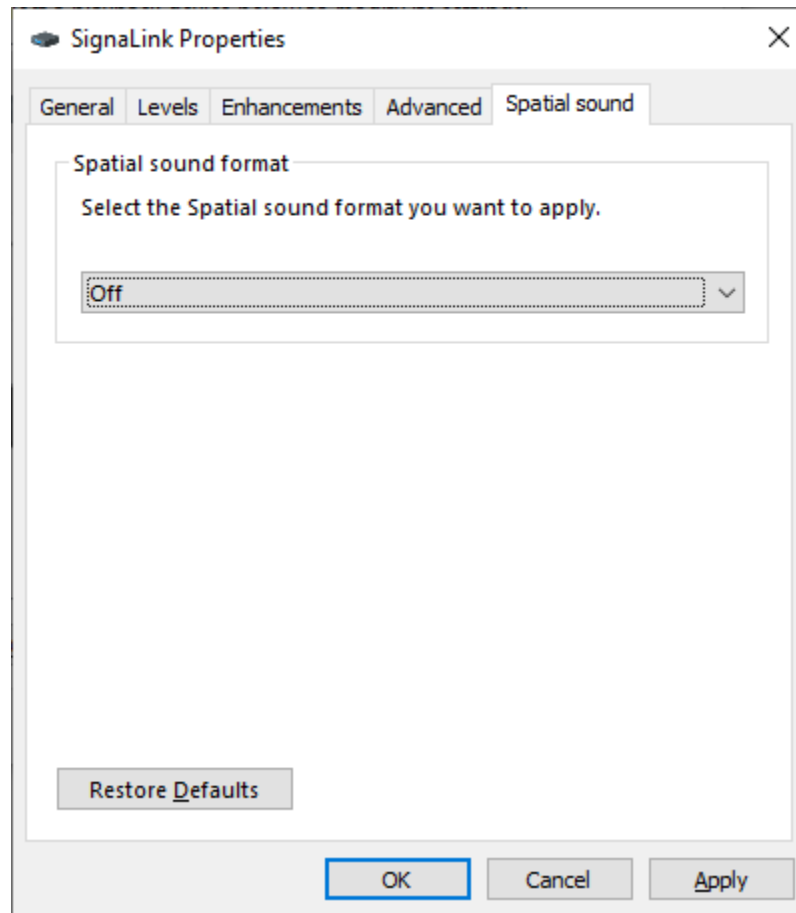 SignaLink Properties
General Levels Enhancements Advanced Spatial sound
Spatial sound format
Select the Spatial sound format you want to apply.
Off
Restore Defaults
OK Cancel Apply